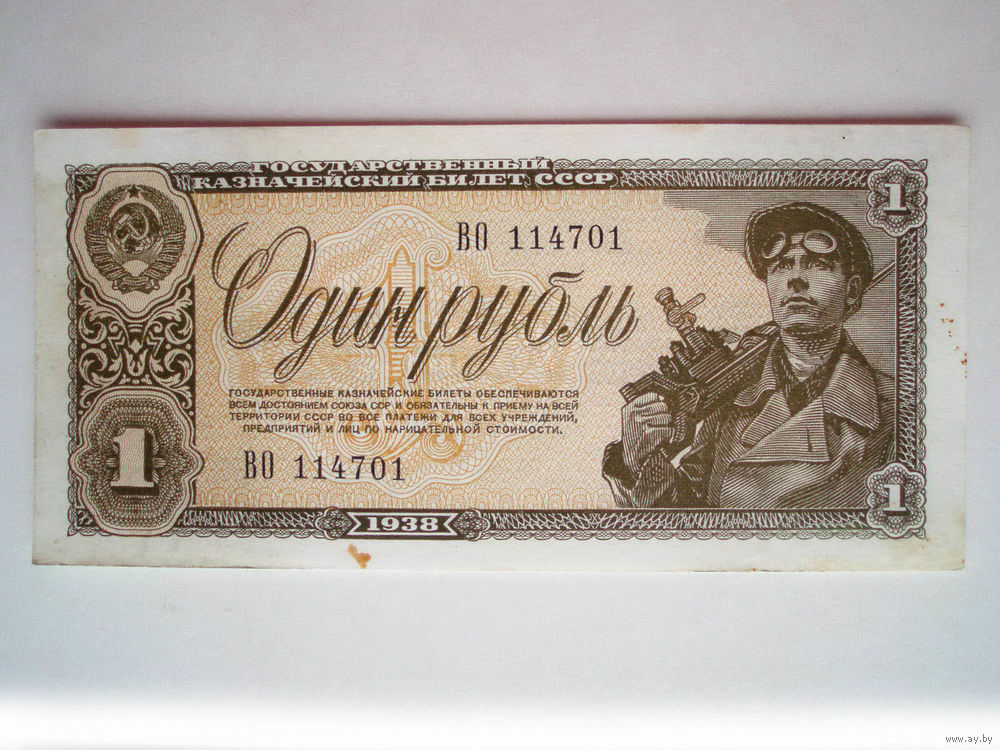 ГОСУДАРСТВЕННЫЙ
КАЗНАЧЕЙСКИЙ БИЛЕТ СССР
1
ВО 114701
Один рубль
ГОСУДАРСТВЕННЫЕ КАЗНАЧЕЙСКИЕ БИЛЕТЫ ОБЕСПЕЧИВАЮТСЯ
ВСЕМ ДОСТОЯНИЕМ СОЮЗА ССР И ОБЯЗАТЕЛЬНЫ К ПРИЕМУ НА ВСЕЙ
ТЕРРИТОРИИ СССР ВО ВСЕ ПЛАТЕЖИ ДЛЯ ВСЕХ УЧРЕЖДЕНИЙ,
ПРЕДПРИЯТИЙ И ЛИЦ ПО НАРИЦАТЕЛЬНОЙ СТОИМОСТИ.
1
ВО 114701
1
1938
www.ay.by